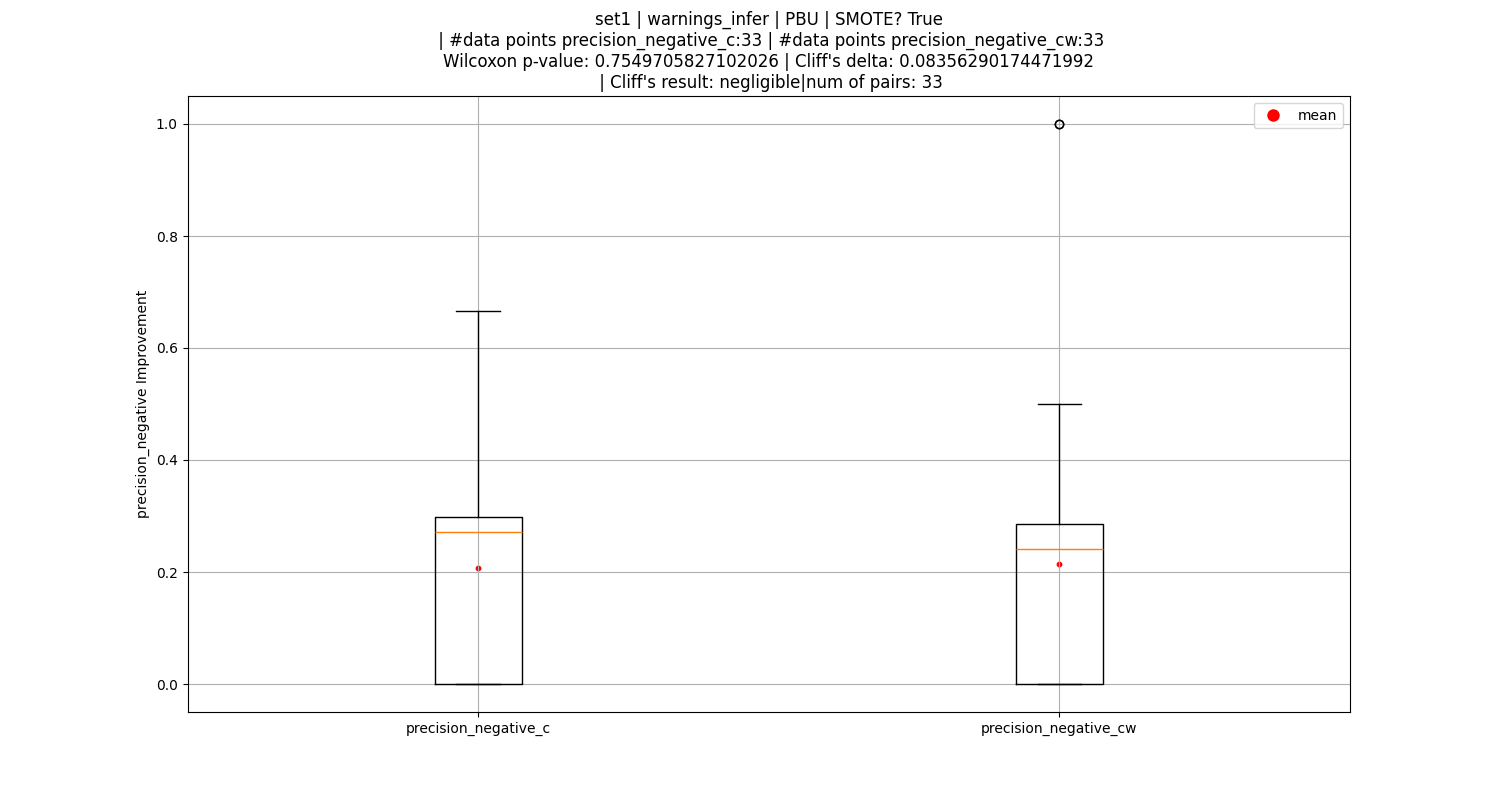 set1 | warnings_infer | PBU | SMOTE? True
| #data points precision_negative_c:33 | #data points precision_negative_cw:33
Wilcoxon p-value: 0.7549705827102026 | Cliff's delta: 0.08356290174471992
| Cliff's result: negligible|num of pairs: 33
mean
1.0
0.8
0.6
0.4
0.2
0.0
precision_negative Improvement
precision_negative_c
precision_negative_cw